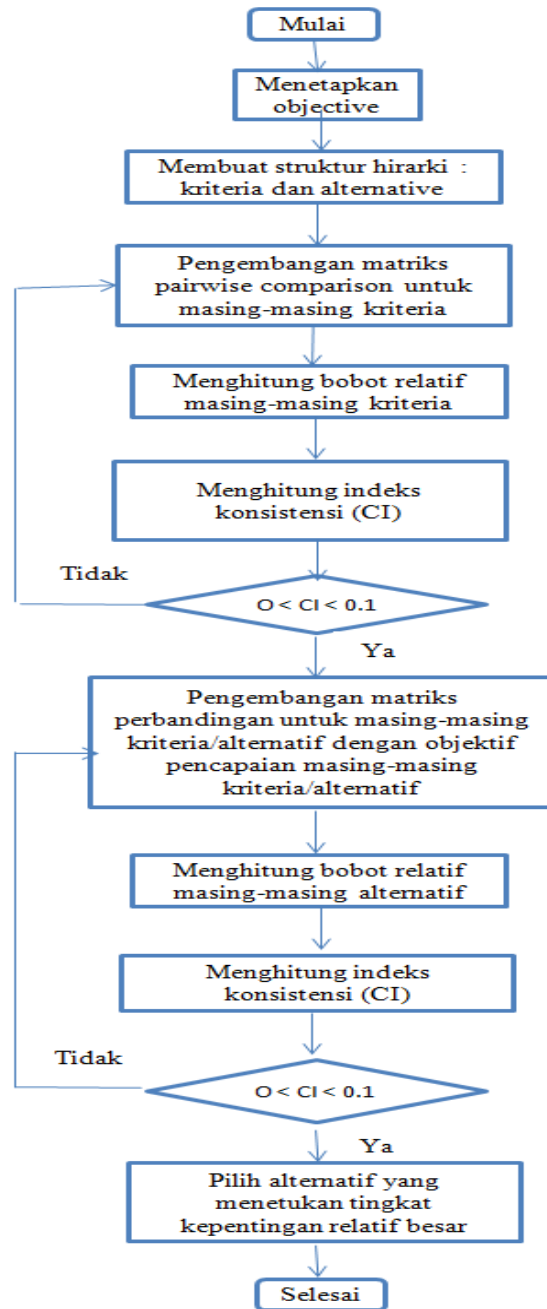 Mulai
Menetapkan
objective
Membuat struktur hirarki :
kriteria dan alternative
Pengembangan matriks
pairwise comparison untuk
masing-masing kriteria
Menghitung bobot relatif
masing-masing kriteria
Menghitung indeks
konsistensi (CI)
Tidak
O < CI < 0.1
Ya
Pengembangan matriks
perbandingan untuk masing-masing
kriteria/alternatif dengan objektif
pencapaian masing-masing
kriteria/alternatif
Menghitung bobot relatif
masing-masing alternatif
Menghitung indeks
konsistensi (CI)
Tidak
O < CI < 0.1
Ya
Pilih alternatif yang
menetukan tingkat
kepentingan relatif besar
Selesai